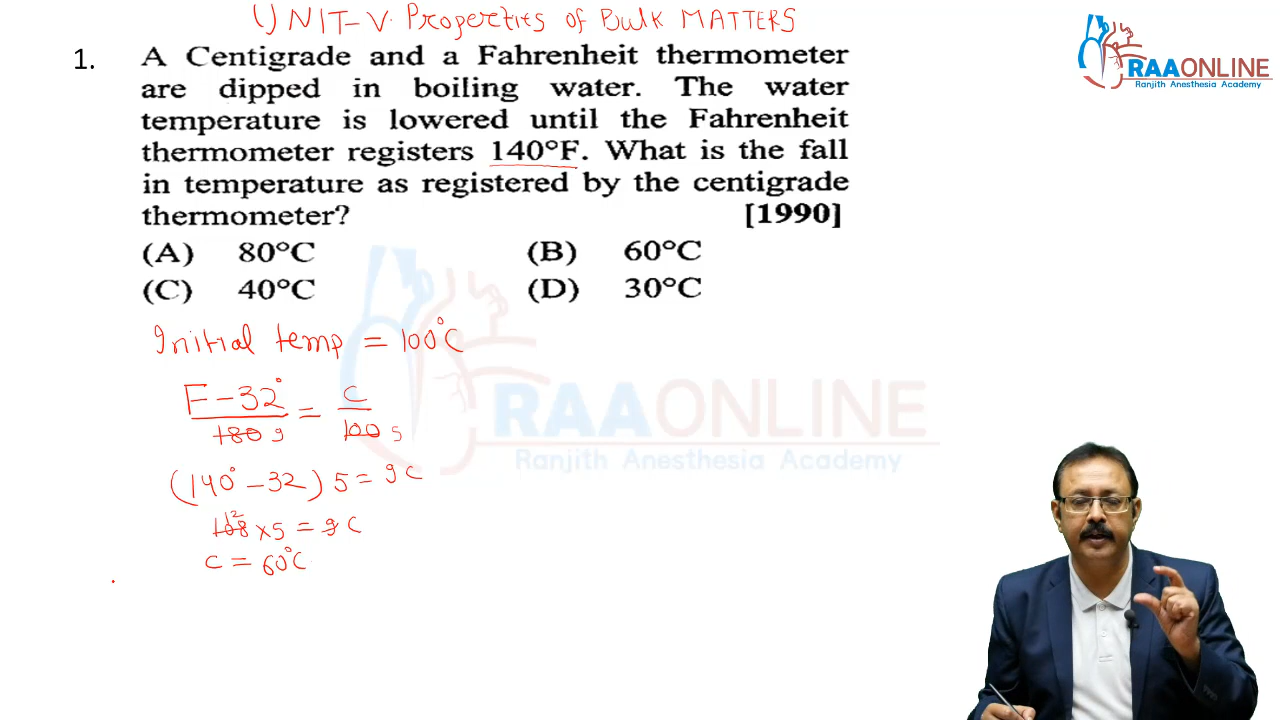 UNIT-V. Properties of Bulk MATTERS
RAAONLINE
Ranjith Anesthesia Academy
1. A Centigrade and a Fahrenheit thermometer
are dipped in boiling water. The water
temperature is lowered until the Fahrenheit
thermometer registers 140°F. What is the fall
in temperature as registered by the centigrade
thermometer? [1990]
(A) 80°C (B) 60°C
(C) 40°C (D) 30°C
Initial temp = 100°C
F-32° / 180 9 = C / 100 5
(140° - 32) 5 = 9C
108 12 × 5 = 9 C
C = 60°C
RAAONLINE
Ranjith Anesthesia Academy